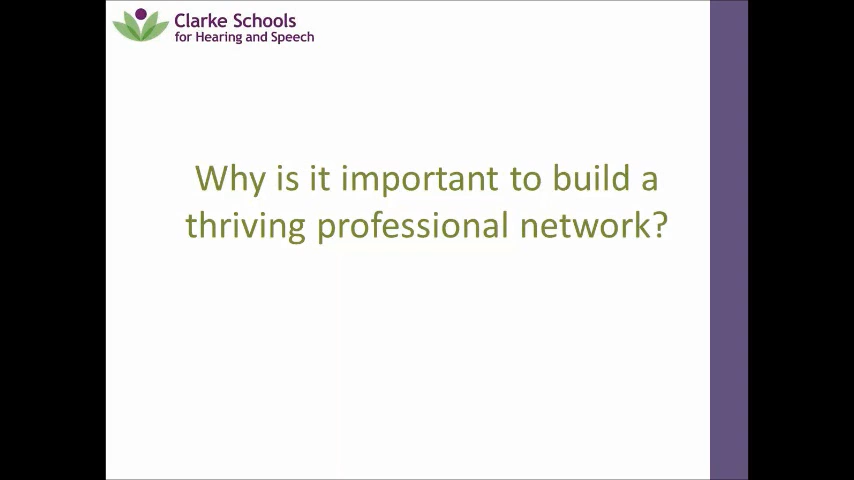 Clarke Schools
for Hearing and Speech
Why is it important to build a
thriving professional network?